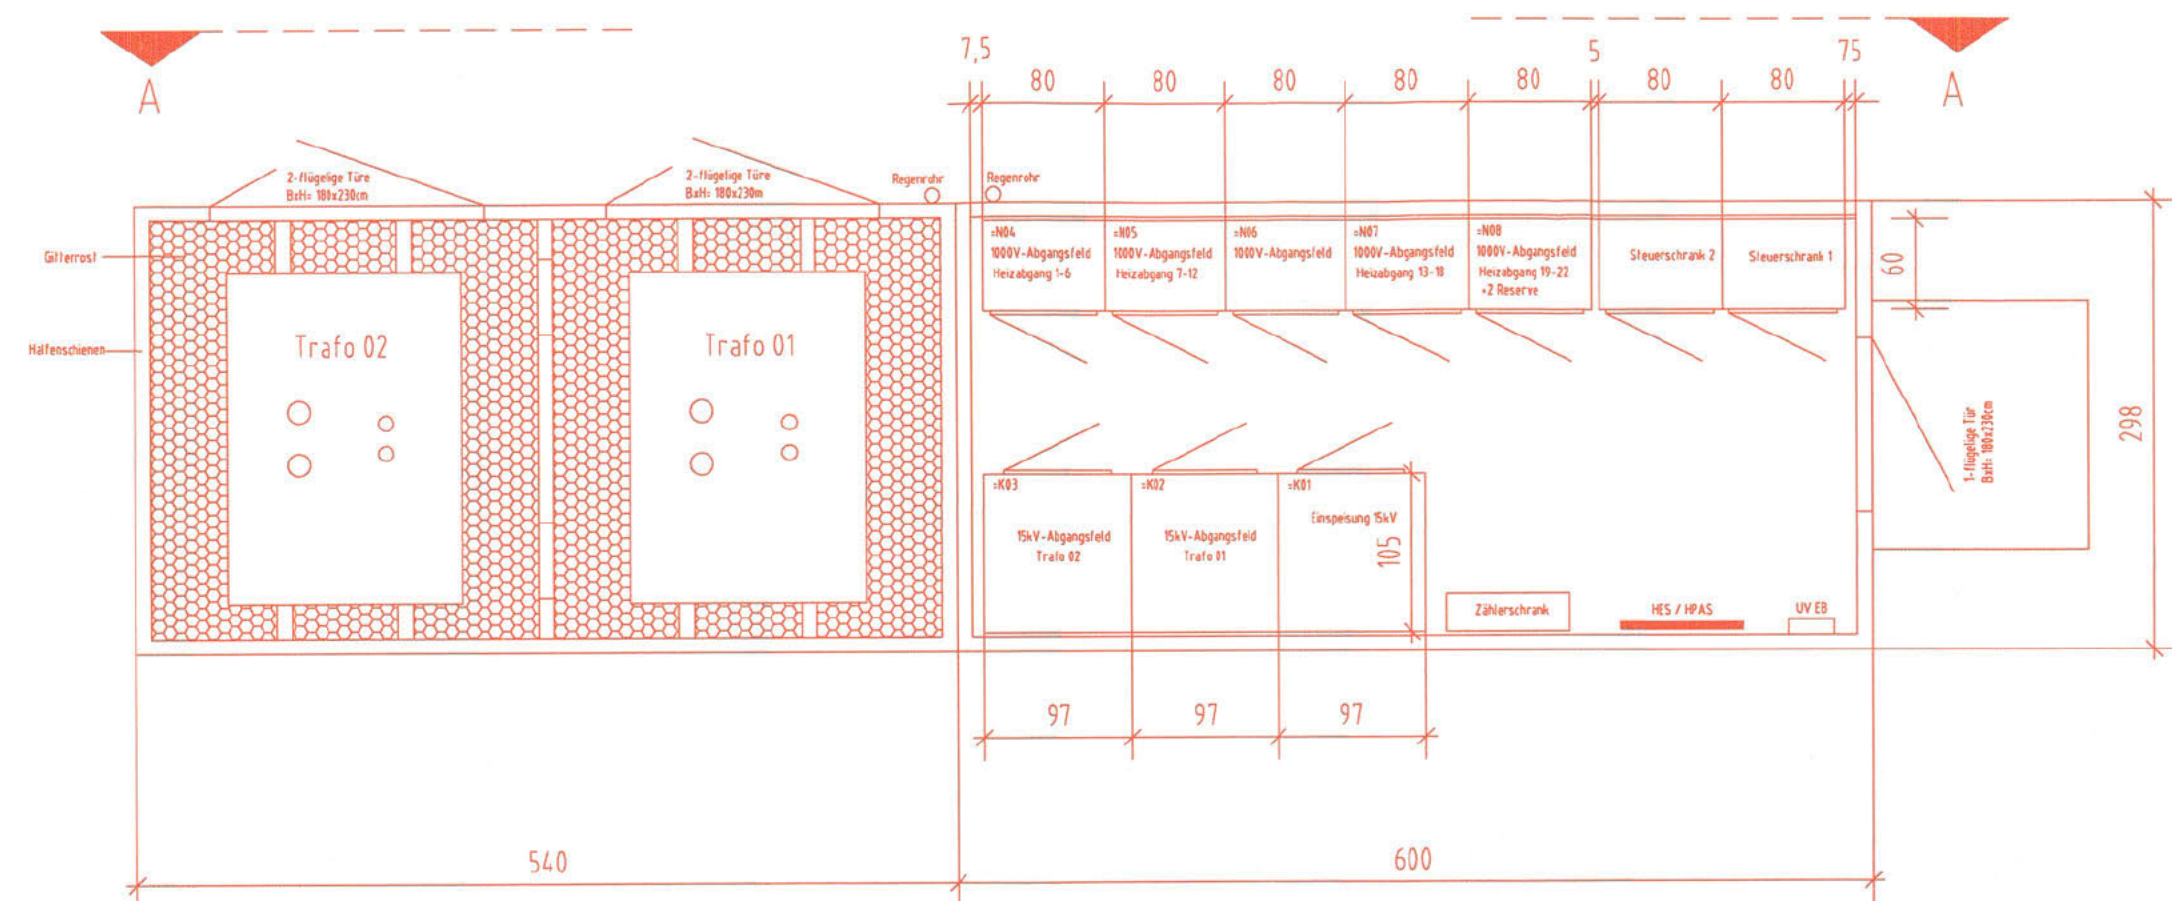 7,5
5
75
80
80
80
80
80
80
80
A
A
2-flügelige Türe
BxH= 180x230cm
2-flügelige Türe
BxH= 180x230m
Regenrohr
Regenrohr
=N04
1000V-Abgangsfeld
Heizabgang 1-6
=N05
1000V-Abgangsfeld
Heizabgang 7-12
=N06
1000V-Abgangsfeld
=N07
1000V-Abgangsfeld
Heizabgang 13-18
=N08
1000V-Abgangsfeld
Heizabgang 19-22
+2 Reserve
Steuerschrank 2
Steuerschrank 1
60
Gitterrost
Halfenschienen
Trafo 02
Trafo 01
298
1-flügelige Tür
BxH= 180x230cm
=K03
15kV-Abgangsfeld
Trafo 02
=K02
15kV-Abgangsfeld
Trafo 01
=K01
Einspeisung 15kV
105
Zählerschrank
HES / HPAS
UV EB
97
97
97
540
600